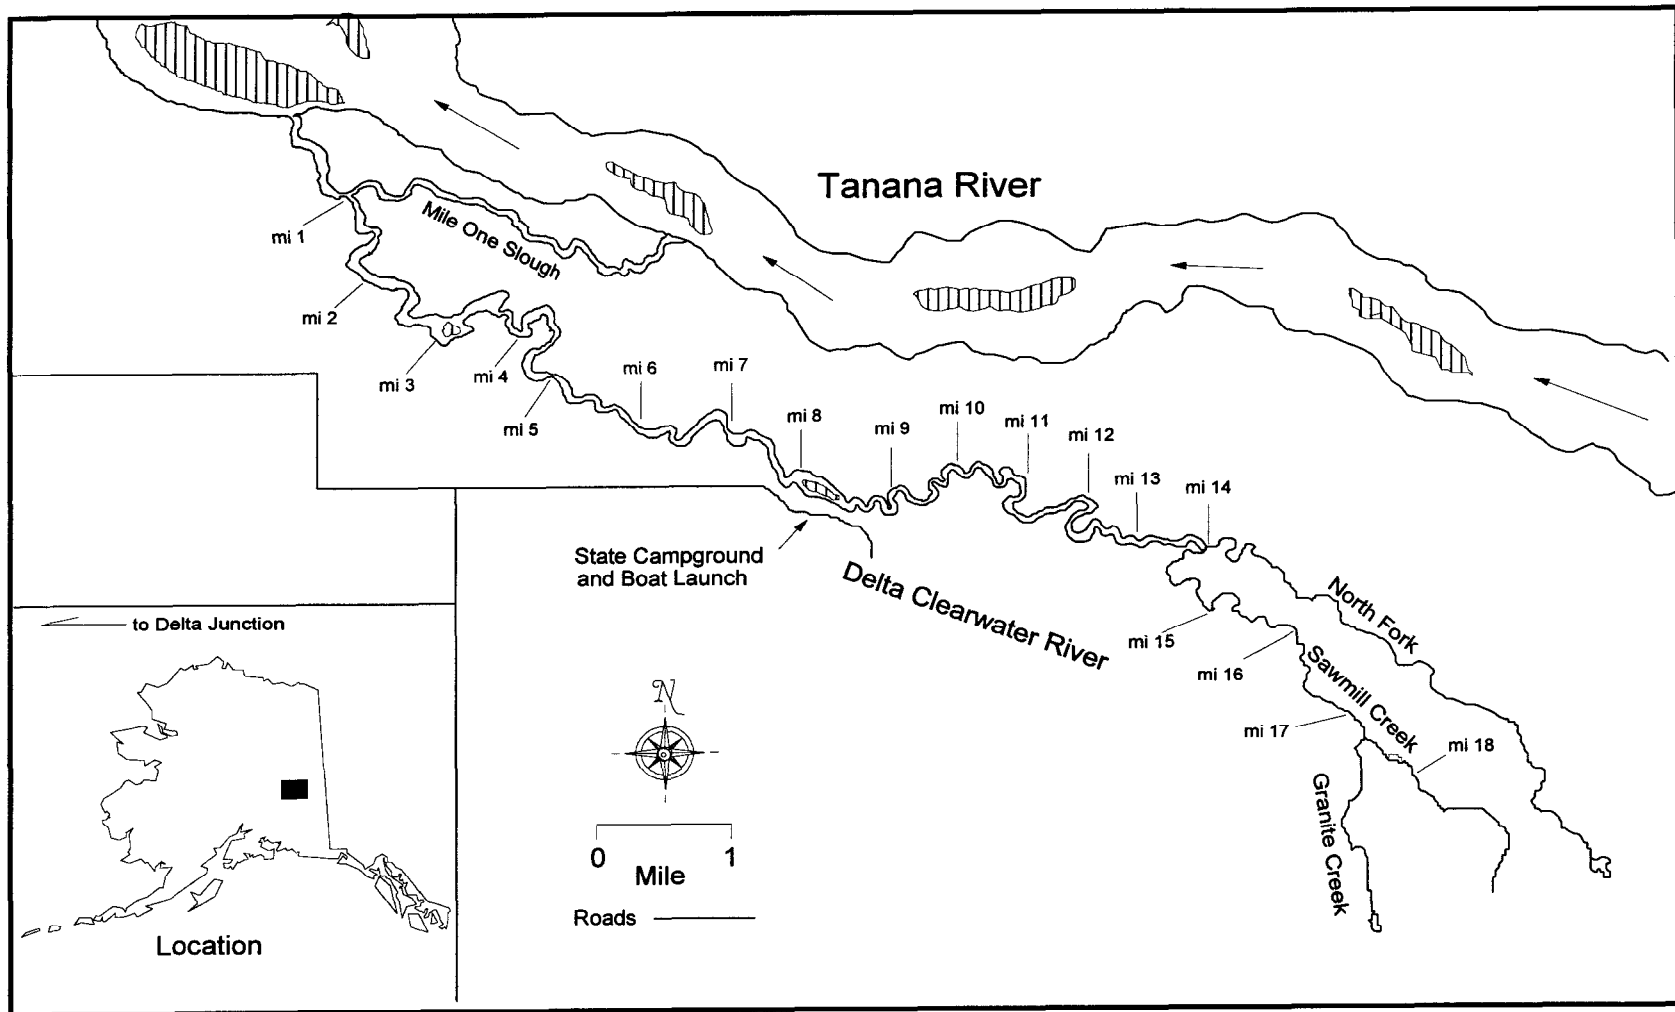 Tanana River
Mile One Slough
mi 1
mi 2
mi 3
mi 4
mi 5
mi 6
mi 7
mi 8
mi 9
mi 10
mi 11
mi 12
mi 13
mi 14
State Campground
and Boat Launch
Delta Clearwater River
North Fork
mi 15
mi 16
Sawmill Creek
mi 17
mi 18
Granite Creek
to Delta Junction
Location
N
0 1
Mile
Roads